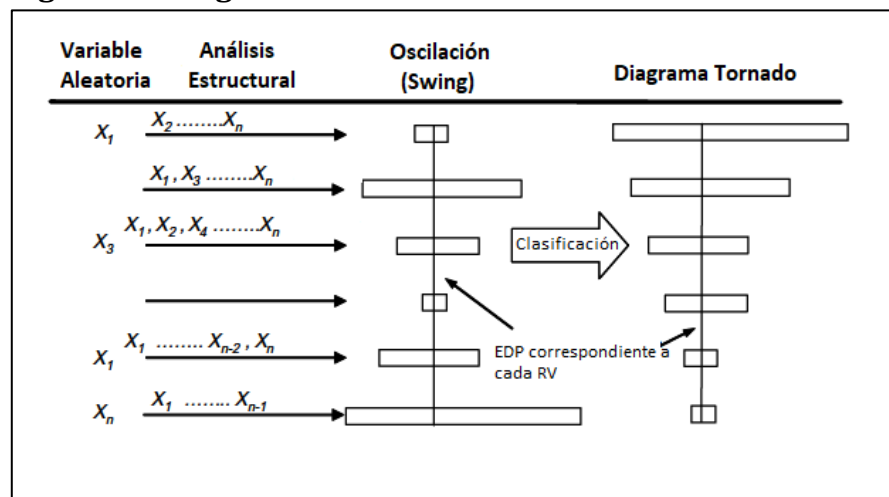 Variable Aleatoria
Análisis Estructural
Oscilación (Swing)
Diagrama Tornado
X1 X2 ........Xn
X1 , X3 ........Xn
X3 X1, X2, X4 ........Xn
Clasificación
EDP correspondiente a
cada RV
X1 X1 ........ Xn-2 , Xn
Xn X1 ........ Xn-1